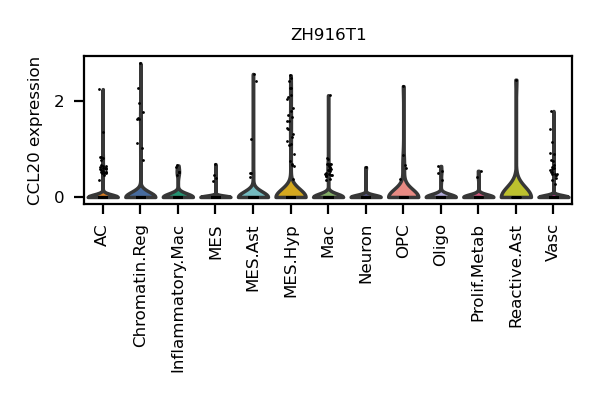 ZH916T1
CCL20 expression
2
0
AC
Chromatin.Reg
Inflammatory.Mac
MES
MES.Ast
MES.Hyp
Mac
Neuron
OPC
Oligo
Prolif.Metab
Reactive.Ast
Vasc